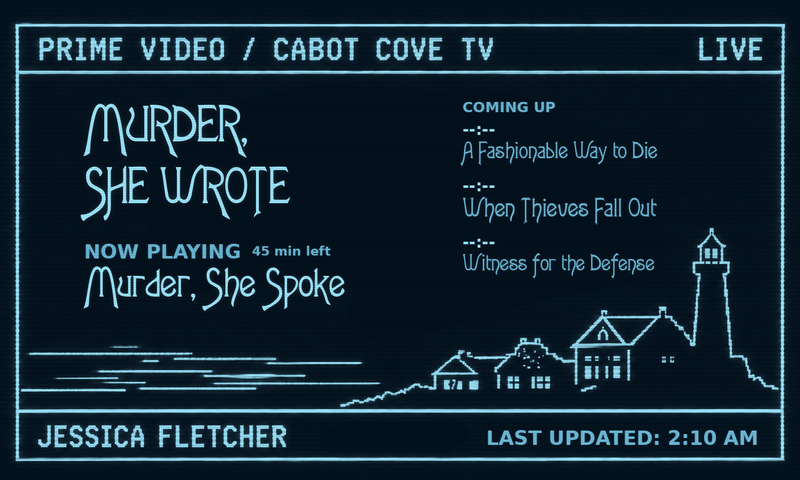 PRIME VIDEO / CABOT COVE TV
LIVE
MURDER,
SHE WROTE
NOW PLAYING 45 min left
Murder, She Spoke
COMING UP
--:--
A Fashionable Way to Die
--:--
When Thieves Fall Out
--:--
Witness for the Defense
JESSICA FLETCHER
LAST UPDATED: 2:10 AM